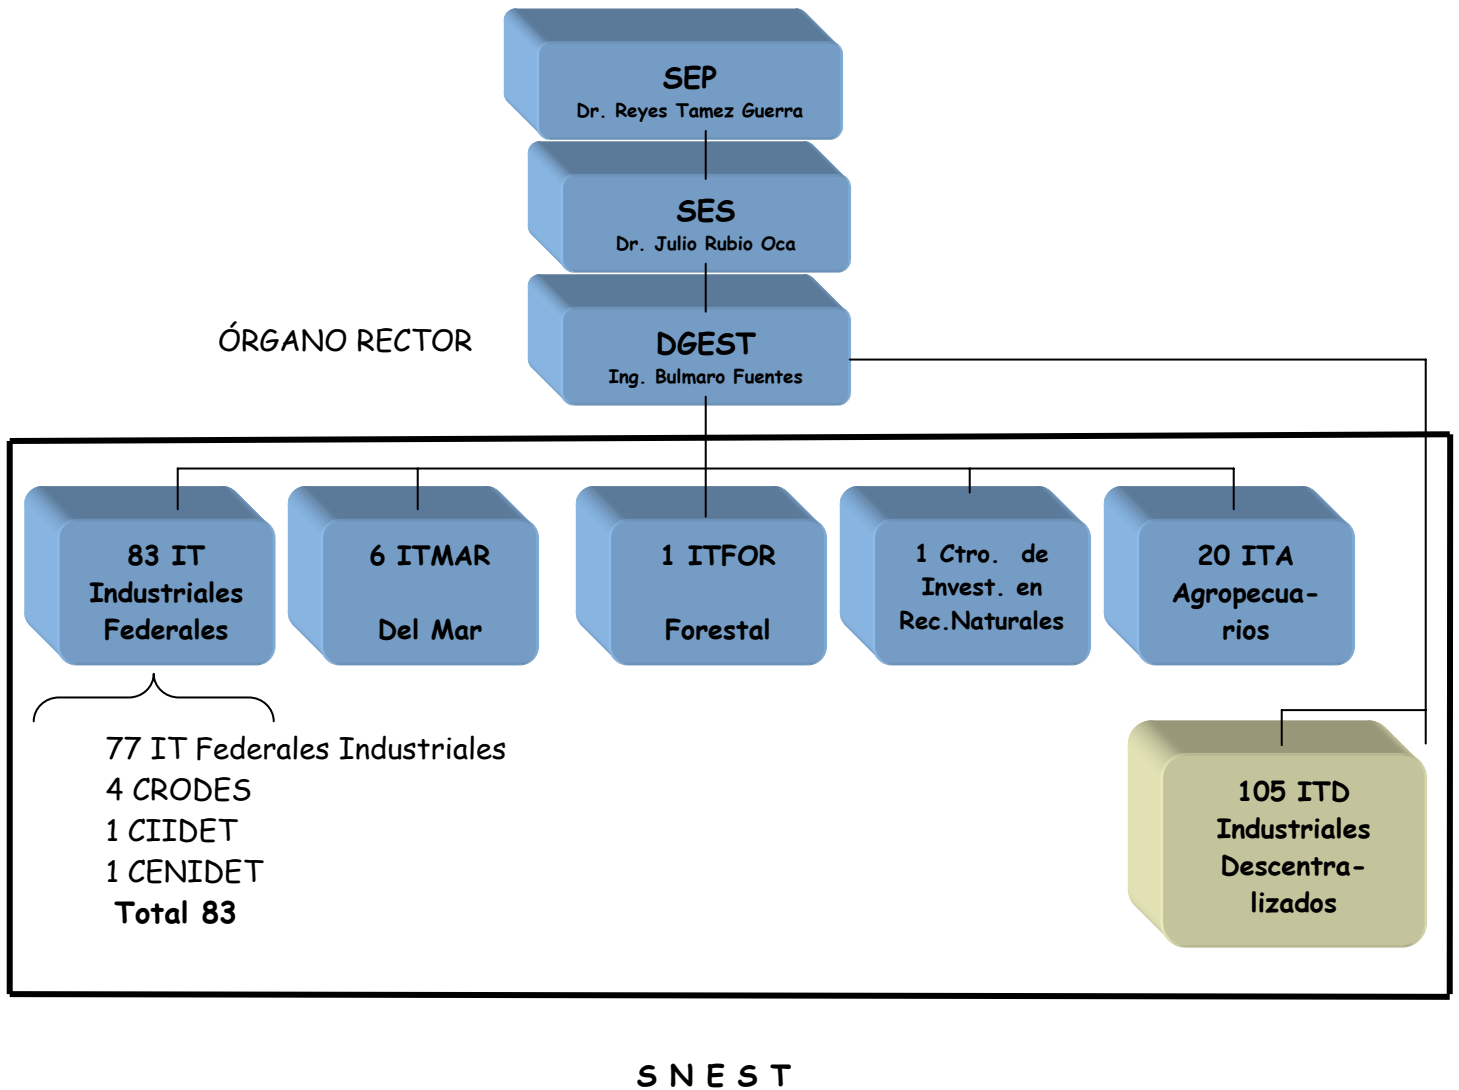 SEP
Dr. Reyes Tamez Guerra
SES
Dr. Julio Rubio Oca
ÓRGANO RECTOR
DGEST
Ing. Bulmaro Fuentes
83 IT
Industriales
Federales
6 ITMAR
Del Mar
1 ITFOR
Forestal
1 Ctro. de
Invest. en
Rec.Naturales
20 ITA
Agropecua-
rios
77 IT Federales Industriales
4 CRODES
1 CIIDET
1 CENIDET
Total 83
105 ITD
Industriales
Descentra-
lizados
S N E S T